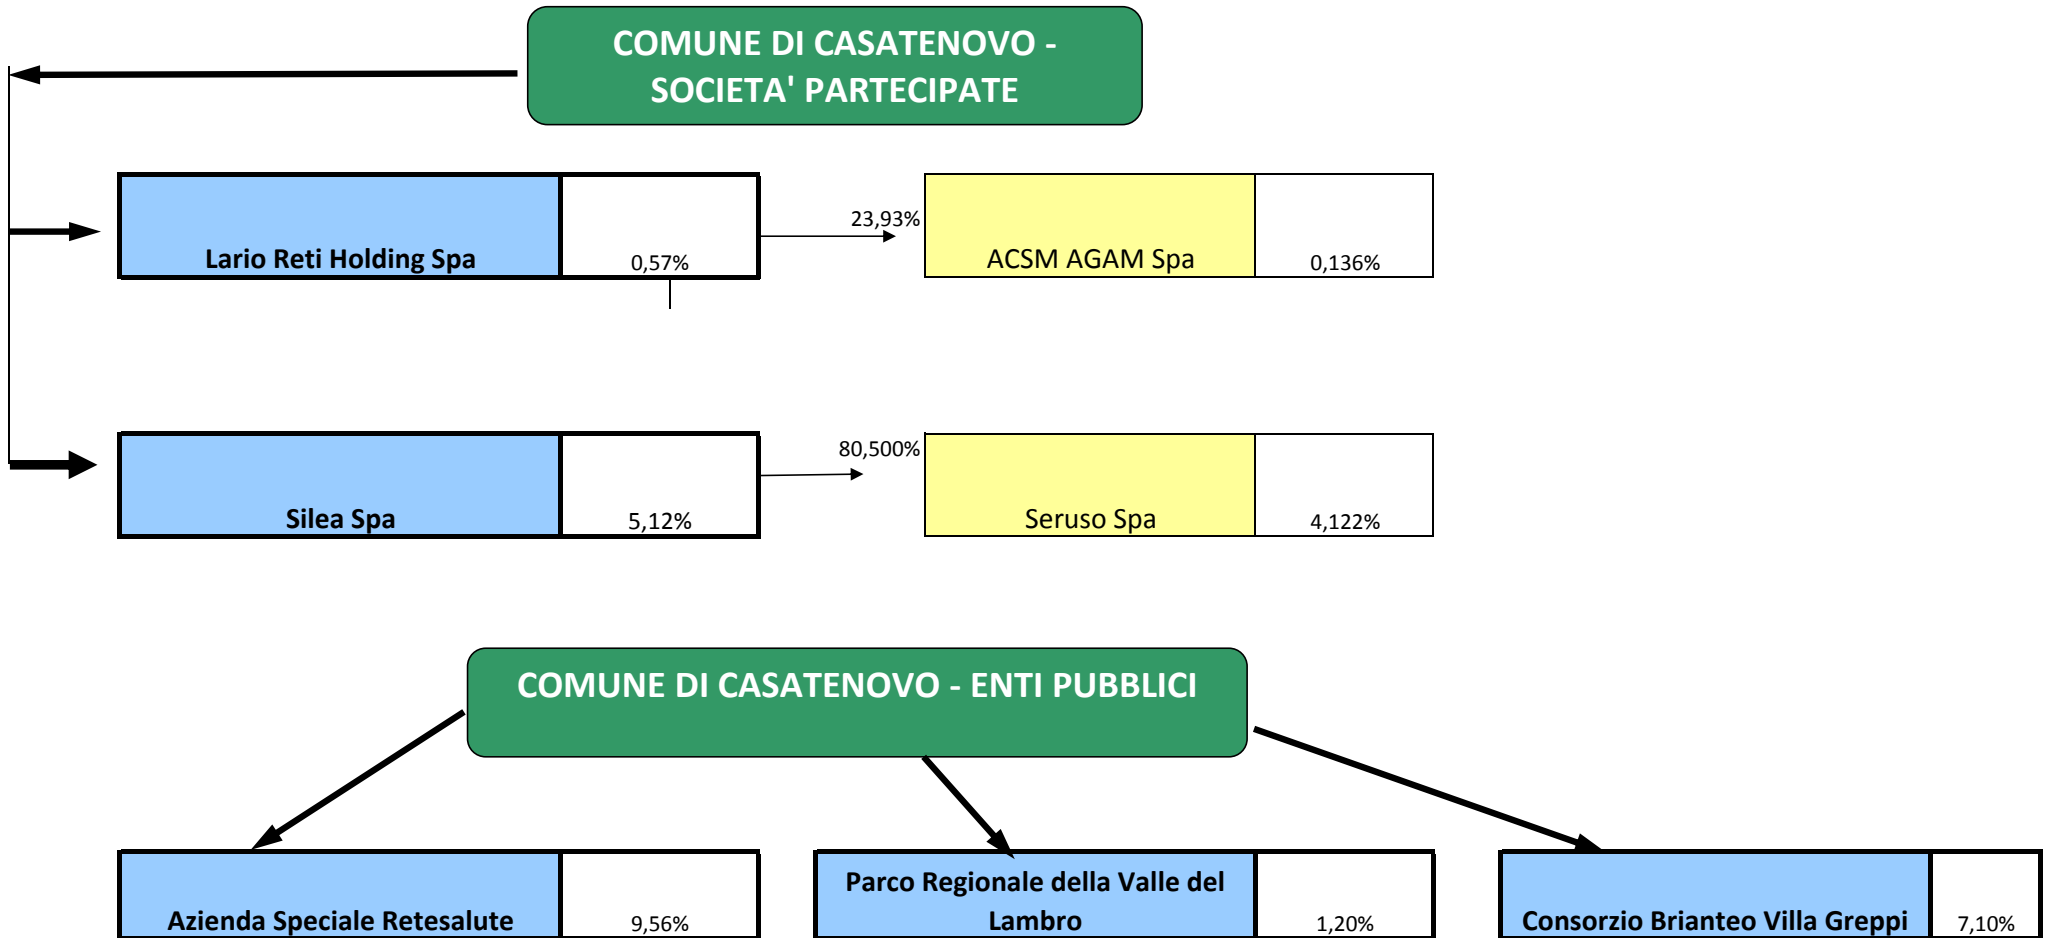 COMUNE DI CASATENOVO -
SOCIETA' PARTECIPATE
Lario Reti Holding Spa
0,57%
23,93%
ACSM AGAM Spa
0,136%
Silea Spa
5,12%
80,500%
Seruso Spa
4,122%
COMUNE DI CASATENOVO - ENTI PUBBLICI
Azienda Speciale Retesalute
9,56%
Parco Regionale della Valle del
Lambro
1,20%
Consorzio Brianteo Villa Greppi
7,10%